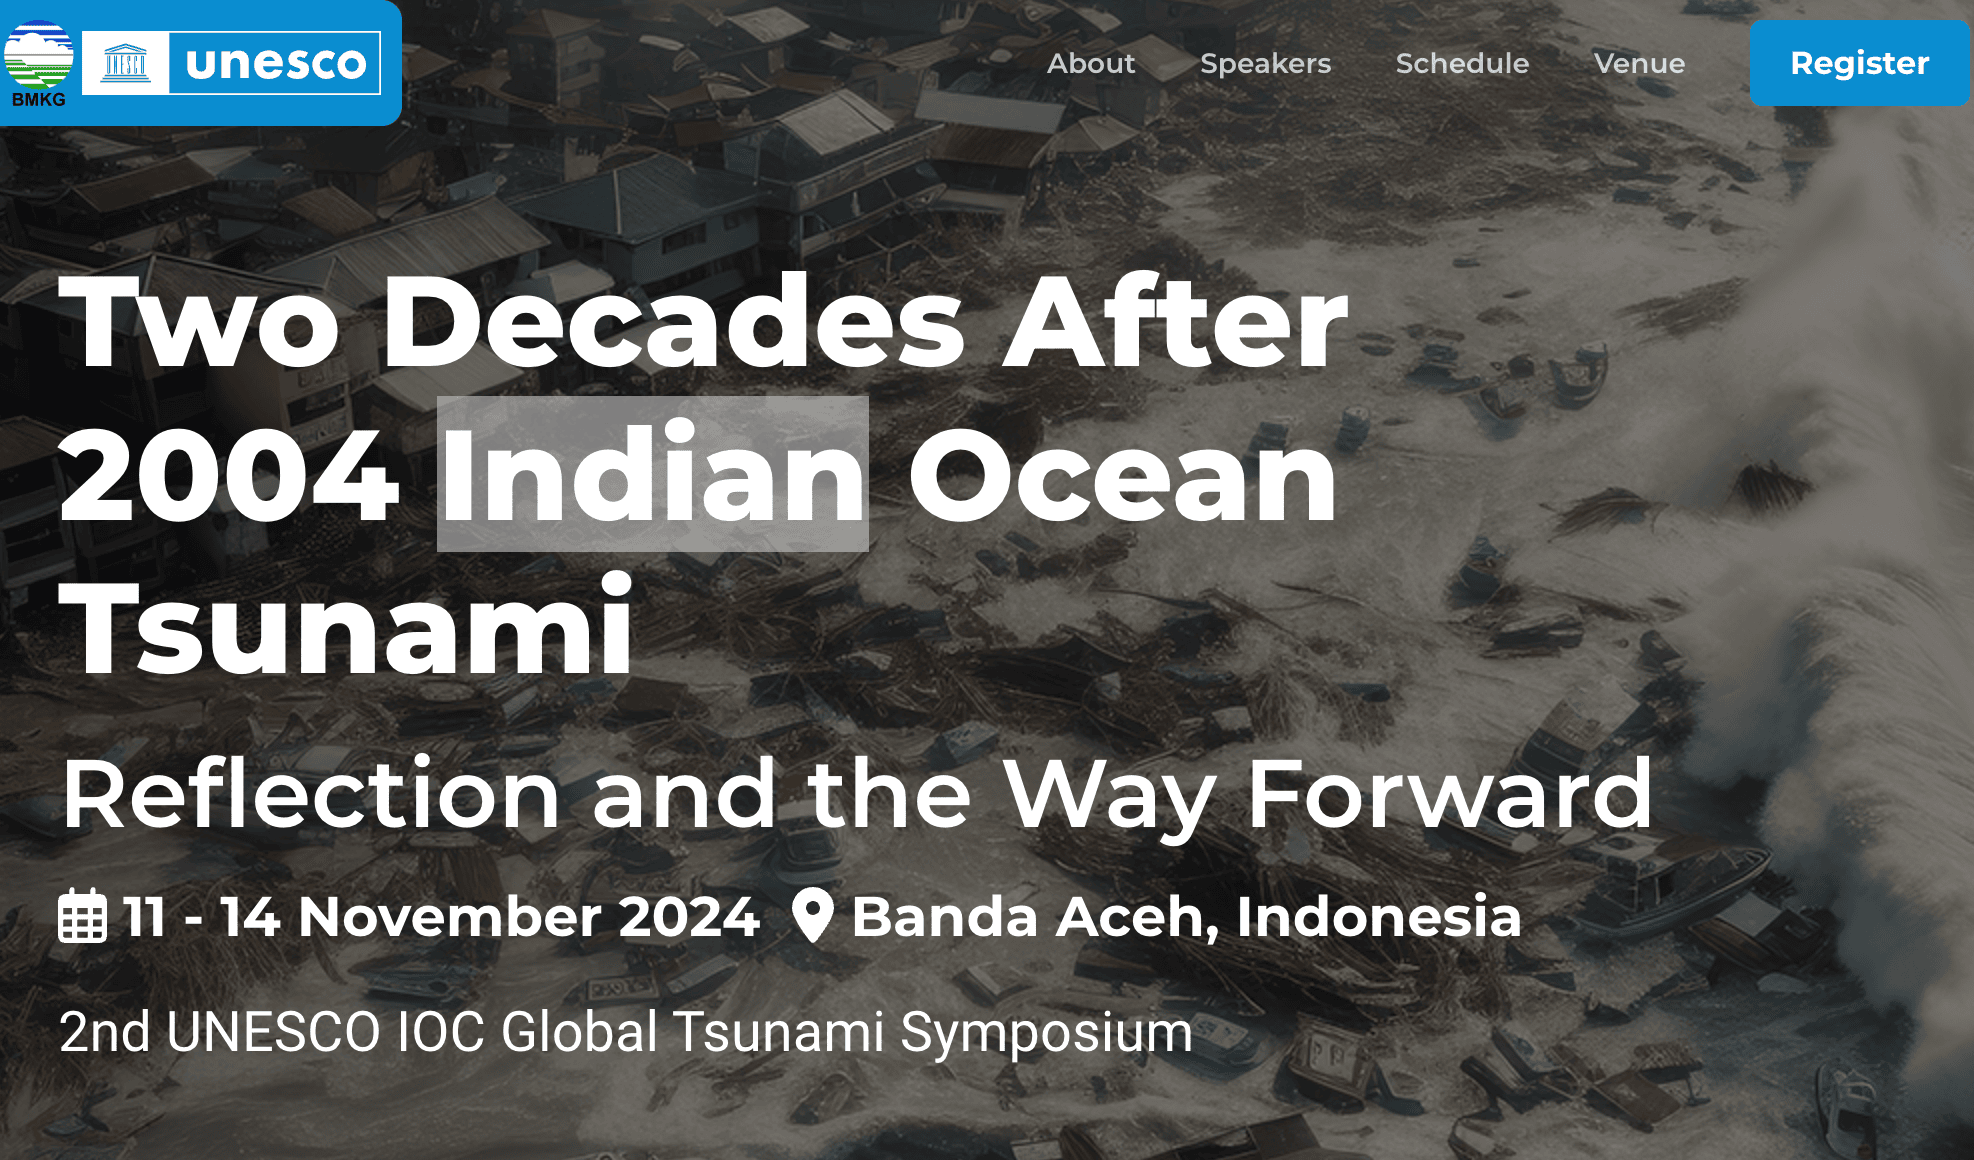 BMKG
UNESCO
unesco
About
Speakers
Schedule
Venue
Register
Two Decades After
2004 Indian Ocean
Tsunami
Reflection and the Way Forward
11 - 14 November 2024 Banda Aceh, Indonesia
2nd UNESCO IOC Global Tsunami Symposium